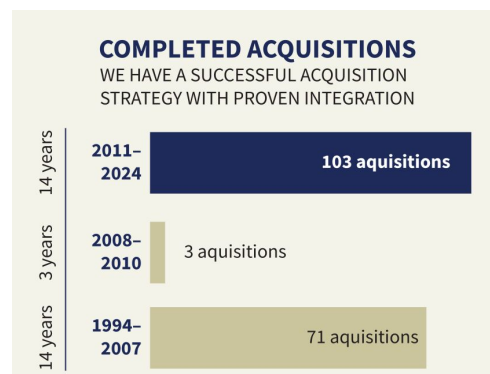 COMPLETED ACQUISITIONS
WE HAVE A SUCCESSFUL ACQUISITION
STRATEGY WITH PROVEN INTEGRATION
14 years
2011–
2024
103 aquisitions
3 years
2008–
2010
3 aquisitions
14 years
1994–
2007
71 aquisitions